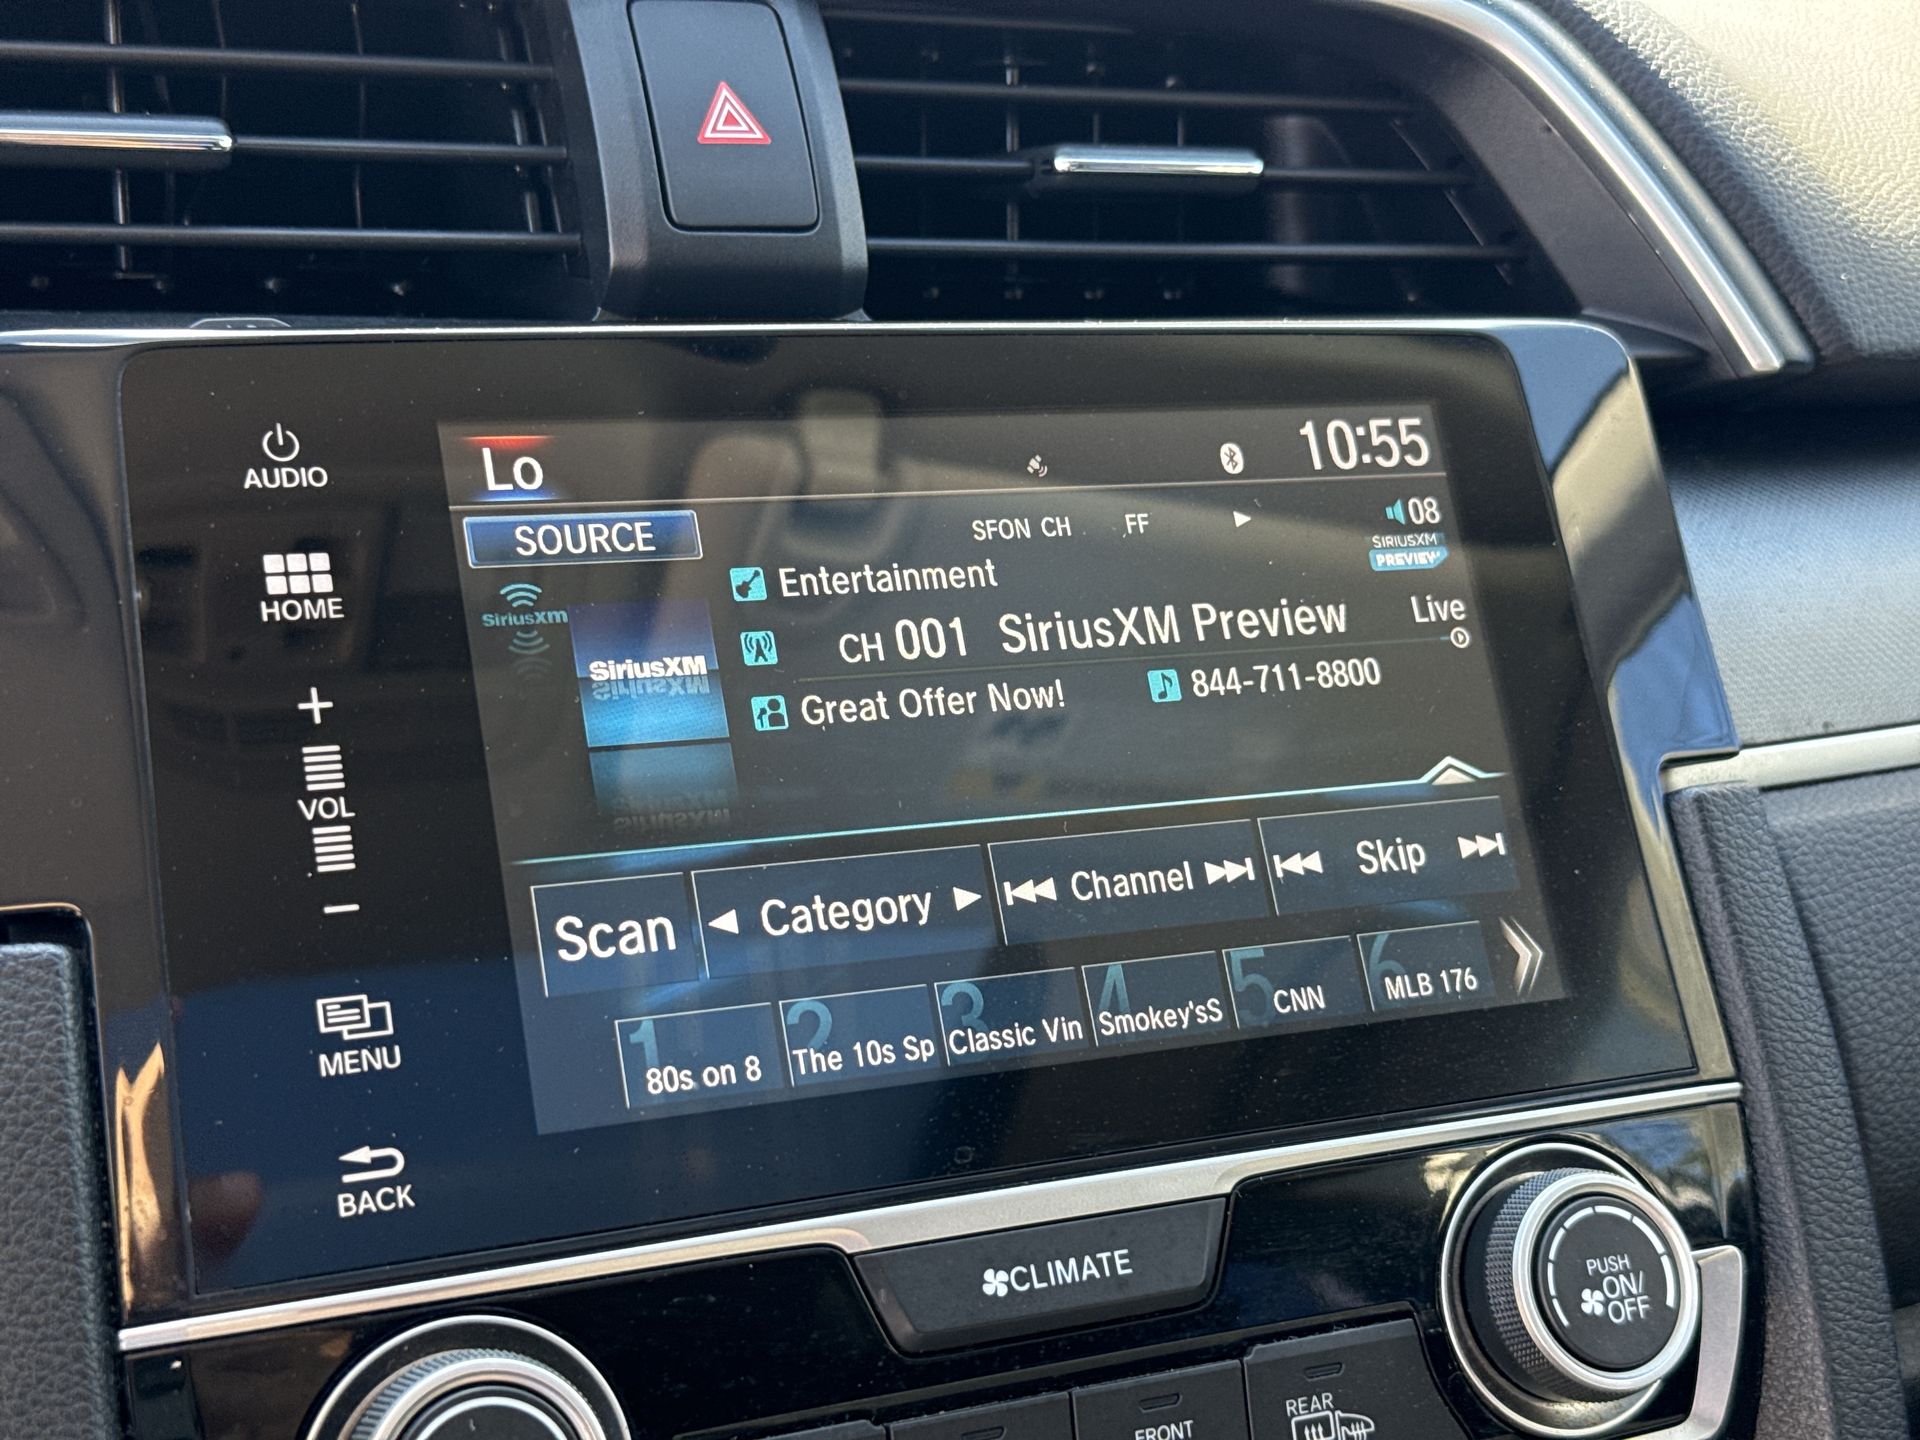 AUDIO
HOME
+
VOL
−
MENU
BACK
Lo
10:55
SOURCE
SFON CH FF
08
SIRIUSXM
PREVIEW
SiriusXm
SiriusXM
Entertainment
CH 001 SiriusXM Preview
Live
Great Offer Now!
844-711-8800
Scan
Category
Channel
Skip
1 80s on 8
2 The 10s Sp
3 Classic Vin
4 Smokey'sS
5 CNN
6 MLB 176
CLIMATE
PUSH
ON/
OFF
FRONT
REAR